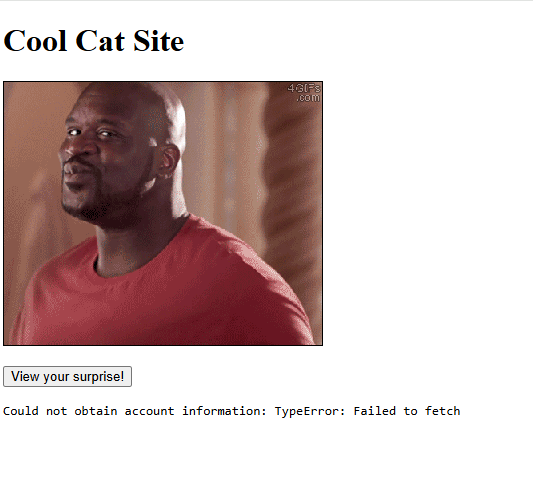 Cool Cat Site
4GIFs
.com
View your surprise!
Could not obtain account information: TypeError: Failed to fetch